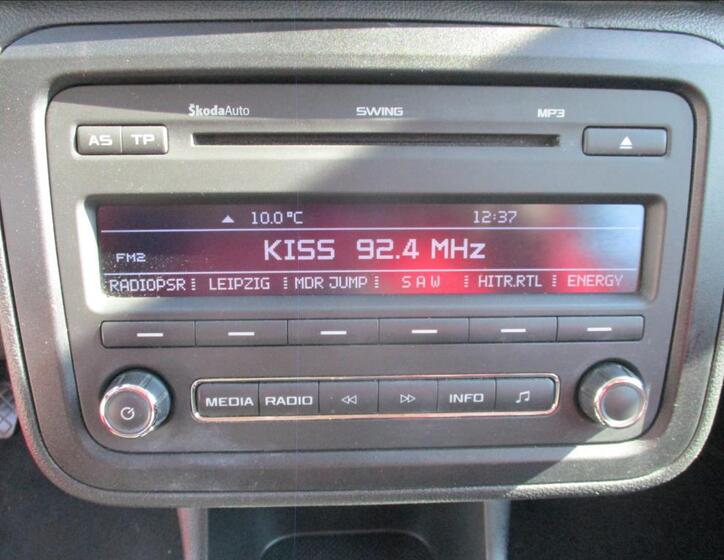 ŠkodaAuto SWING MP3
AS TP
10.0 °C 12:37
FM2 KISS 92.4 MHz
RADIOPSR LEIPZIG MDR JUMP S A W HITR.RTL ENERGY
MEDIA RADIO INFO